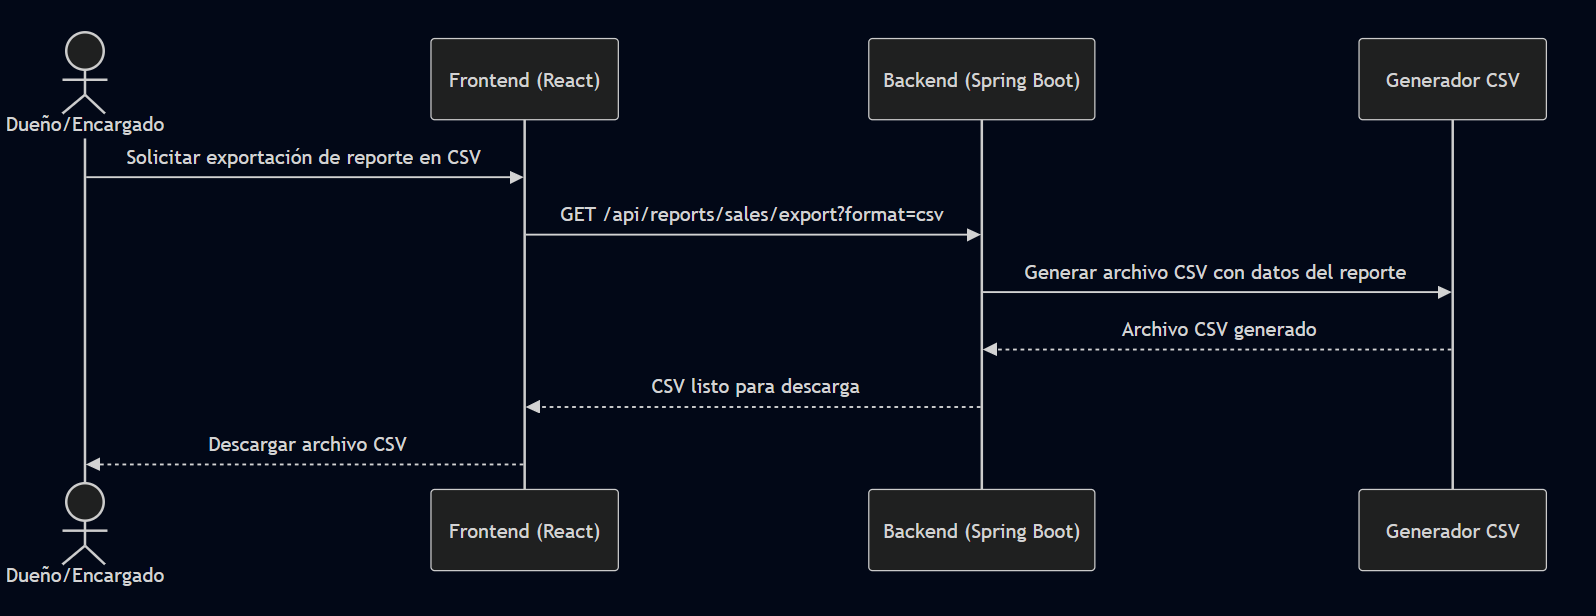 Dueño/Encargado
Frontend (React)
Backend (Spring Boot)
Generador CSV
Solicitar exportación de reporte en CSV
GET /api/reports/sales/export?format=csv
Generar archivo CSV con datos del reporte
Archivo CSV generado
CSV listo para descarga
Descargar archivo CSV
Dueño/Encargado
Frontend (React)
Backend (Spring Boot)
Generador CSV